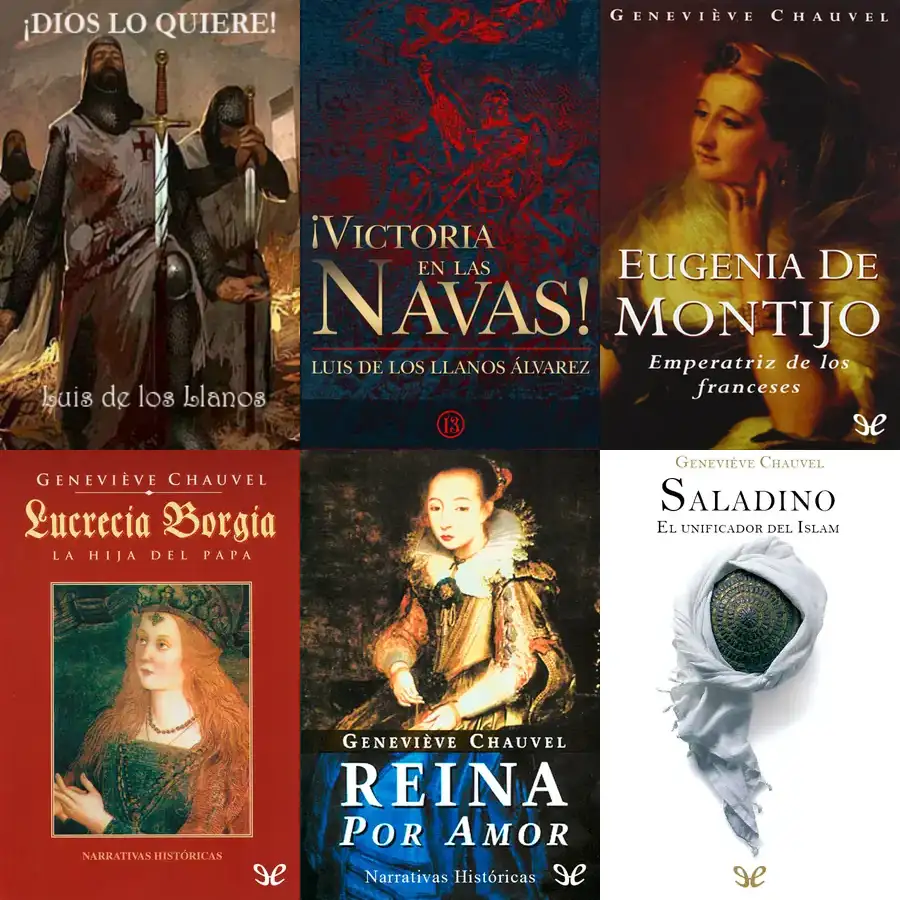 ¡DIOS LO QUIERE!
Luis de los Llanos
¡VICTORIA
EN LAS
NAVAS!
LUIS DE LOS LLANOS ÁLVAREZ
13
GENEVIÈVE CHAUVEL
EUGENIA DE
MONTIJO
Emperatriz de los
franceses
GENEVIÈVE CHAUVEL
Lucrecia Borgia
LA HIJA DEL PAPA
NARRATIVAS HISTÓRICAS
GENEVIÈVE CHAUVEL
REINA
POR AMOR
Narrativas Históricas
GENEVIÈVE CHAUVEL
SALADINO
EL UNIFICADOR DEL ISLAM